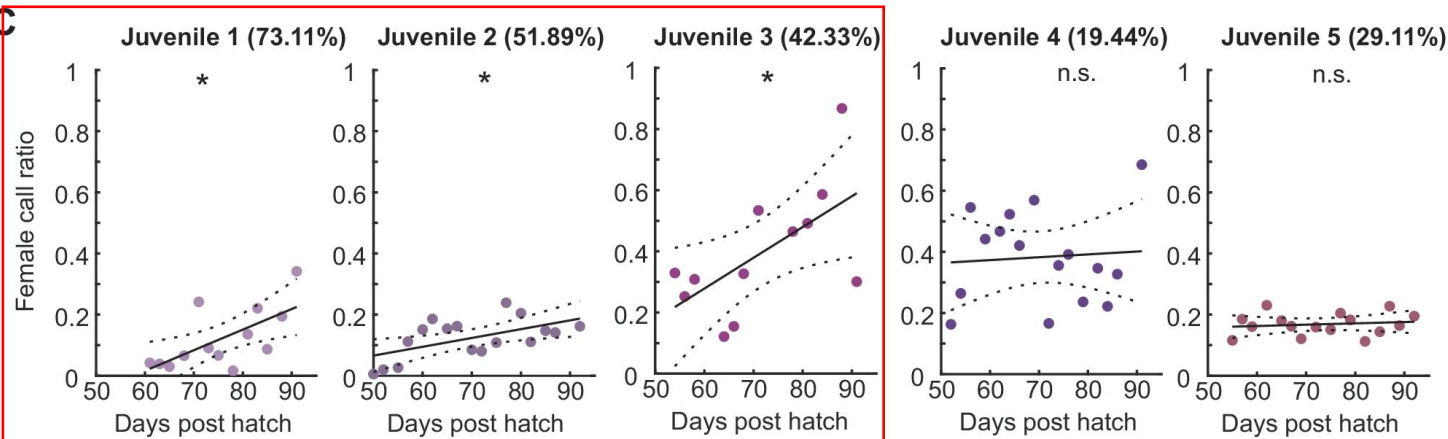 C
Juvenile 1 (73.11%) Juvenile 2 (51.89%) Juvenile 3 (42.33%) Juvenile 4 (19.44%) Juvenile 5 (29.11%)
* * * n.s. n.s.
1 1 1 1 1
0.8 0.8 0.8 0.8 0.8
0.6 0.6 0.6 0.6 0.6
0.4 0.4 0.4 0.4 0.4
0.2 0.2 0.2 0.2 0.2
0 0 0 0 0
Female call ratio
50 60 70 80 90 50 60 70 80 90 50 60 70 80 90 50 60 70 80 90 50 60 70 80 90
Days post hatch Days post hatch Days post hatch Days post hatch Days post hatch